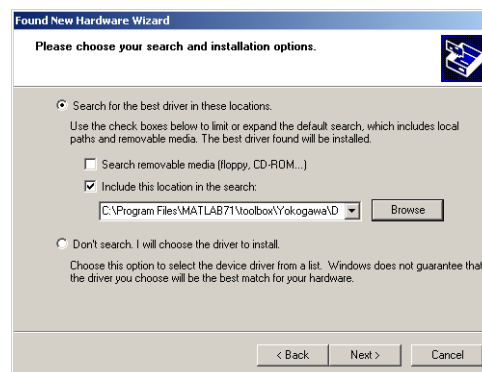 Found New Hardware Wizard
Please choose your search and installation options.
Search for the best driver in these locations.
Use the check boxes below to limit or expand the default search, which includes local
paths and removable media. The best driver found will be installed.
Search removable media (floppy, CD-ROM...)
Include this location in the search:
C:\Program Files\MATLAB71\toolbox\Yokogawa\D
Browse
Don't search. I will choose the driver to install.
Choose this option to select the device driver from a list. Windows does not guarantee that
the driver you choose will be the best match for your hardware.
< Back Next > Cancel